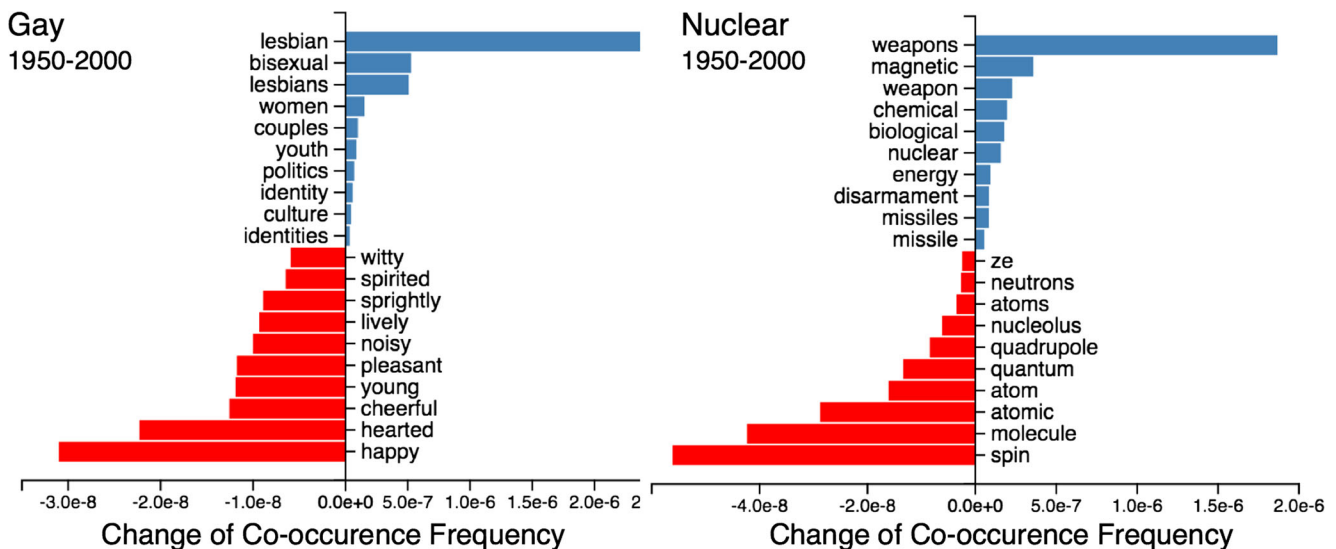 Gay
1950-2000
lesbian
bisexual
lesbians
women
couples
youth
politics
identity
culture
identities
witty
spirited
sprightly
lively
noisy
pleasant
young
cheerful
hearted
happy
-3.0e-8 -2.0e-8 -1.0e-8 0.0e+0 5.0e-7 1.0e-6 1.5e-6 2.0e-6 2
Change of Co-occurence Frequency
Nuclear
1950-2000
weapons
magnetic
weapon
chemical
biological
nuclear
energy
disarmament
missiles
missile
ze
neutrons
atoms
nucleolus
quadrupole
quantum
atom
atomic
molecule
spin
-4.0e-8 -2.0e-8 0.0e+0 5.0e-7 1.0e-6 1.5e-6 2.0e-6
Change of Co-occurence Frequency